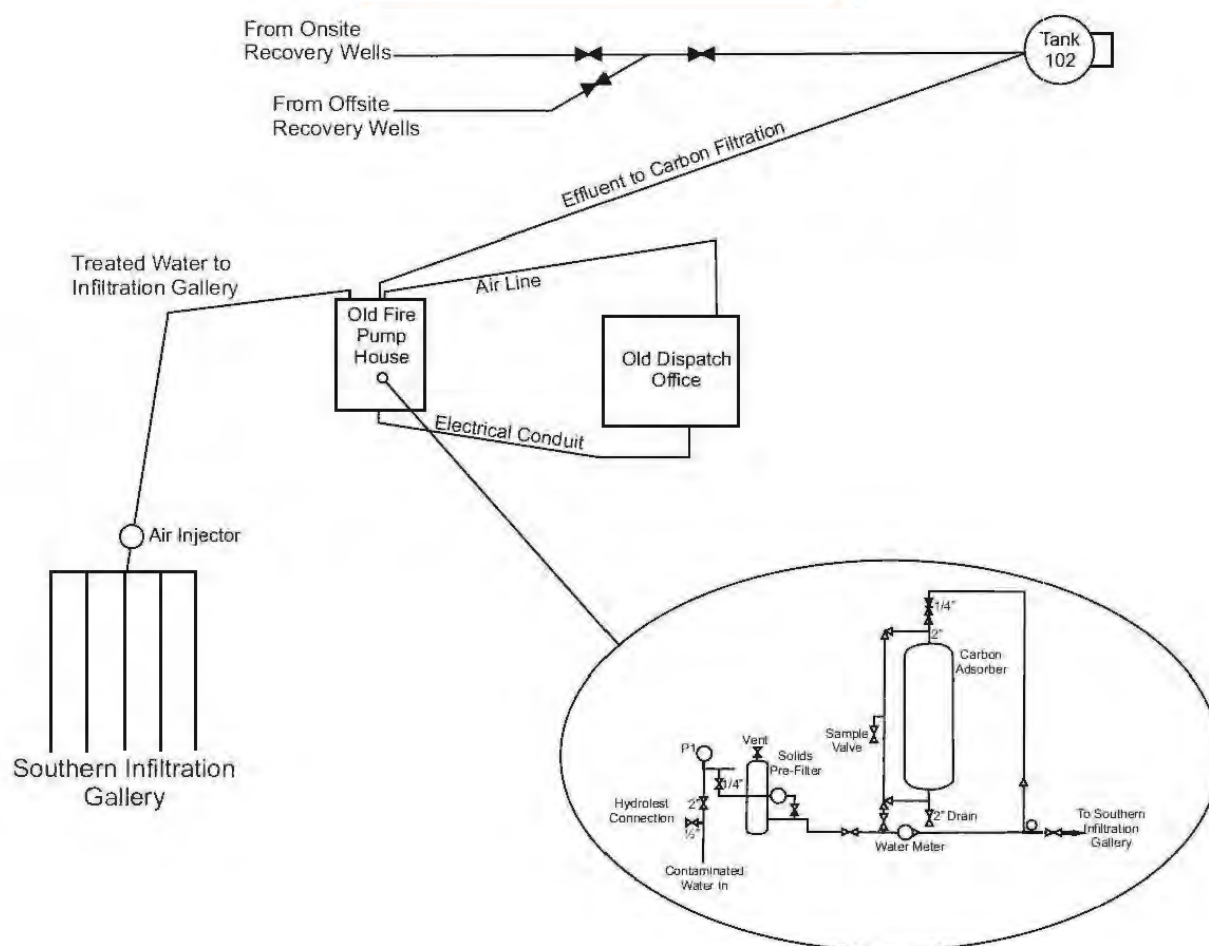 From Onsite
Recovery Wells
Tank
102
From Offsite
Recovery Wells
Effluent to Carbon Filtration
Treated Water to
Infiltration Gallery
Air Line
Old Fire
Pump
House
Old Dispatch
Office
Electrical Conduit
Air Injector
Southern Infiltration
Gallery
1/4"
2"
Carbon
Adsorber
Sample
Valve
P1
Vent
Solids
Pre-Filter
1/4"
2"
Hydrolest
Connection
½"
2" Drain
Water Meter
To Southern
Infiltration
Gallery
Contaminated
Water In